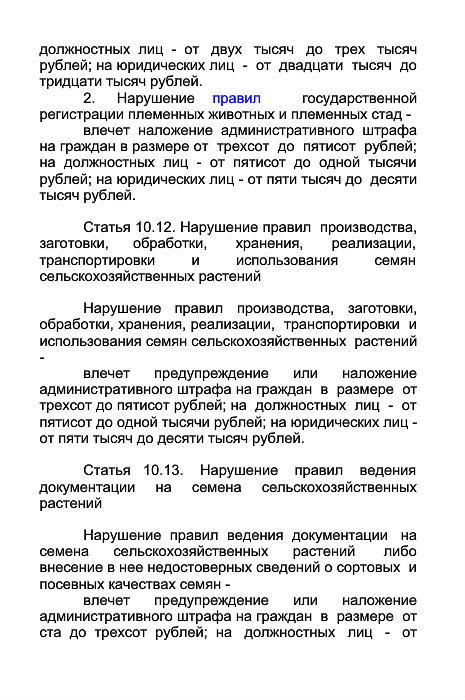 должностных лиц - от двух тысяч до трех тысяч
рублей; на юридических лиц - от двадцати тысяч до
тридцати тысяч рублей.
2. Нарушение правил государственной
регистрации племенных животных и племенных стад -
влечет наложение административного штрафа
на граждан в размере от трехсот до пятисот рублей;
на должностных лиц - от пятисот до одной тысячи
рублей; на юридических лиц - от пяти тысяч до десяти
тысяч рублей.
Статья 10.12. Нарушение правил производства,
заготовки, обработки, хранения, реализации,
транспортировки и использования семян
сельскохозяйственных растений
Нарушение правил производства, заготовки,
обработки, хранения, реализации, транспортировки и
использования семян сельскохозяйственных растений
-
влечет предупреждение или наложение
административного штрафа на граждан в размере от
трехсот до пятисот рублей; на должностных лиц - от
пятисот до одной тысячи рублей; на юридических лиц -
от пяти тысяч до десяти тысяч рублей.
Статья 10.13. Нарушение правил ведения
документации на семена сельскохозяйственных
растений
Нарушение правил ведения документации на
семена сельскохозяйственных растений либо
внесение в нее недостоверных сведений о сортовых и
посевных качествах семян -
влечет предупреждение или наложение
административного штрафа на граждан в размере от
ста до трехсот рублей; на должностных лиц - от